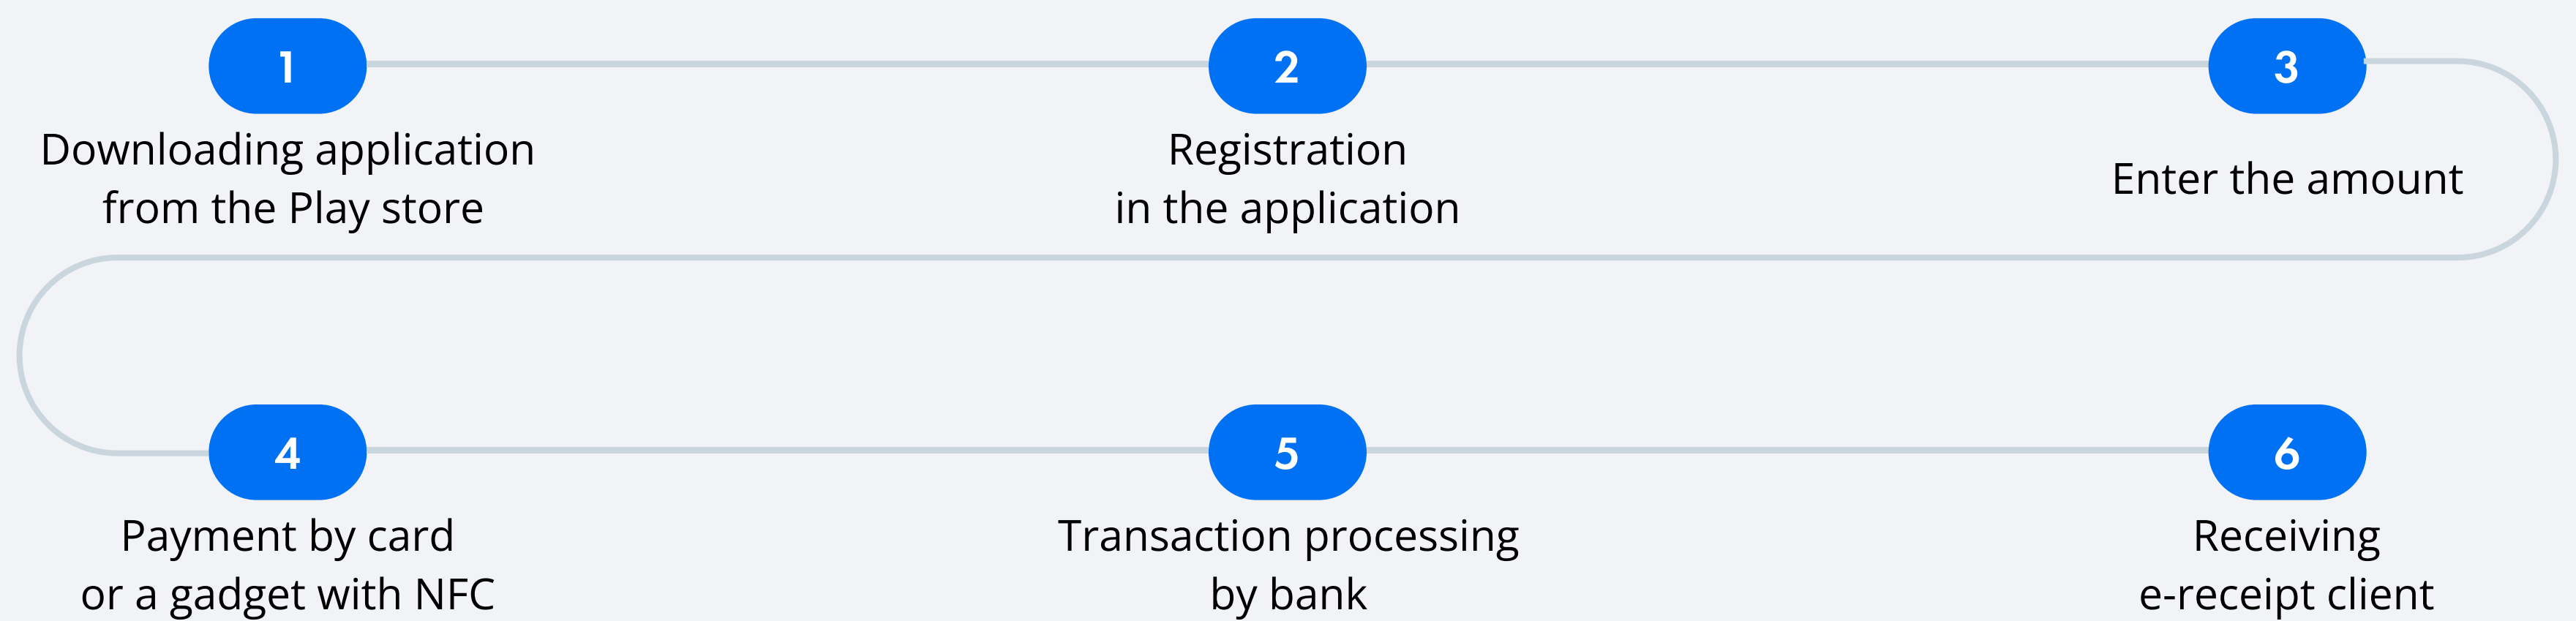 1
Downloading application
from the Play store
2
Registration
in the application
3
Enter the amount
4
Payment by card
or a gadget with NFC
5
Transaction processing
by bank
6
Receiving
e-receipt client